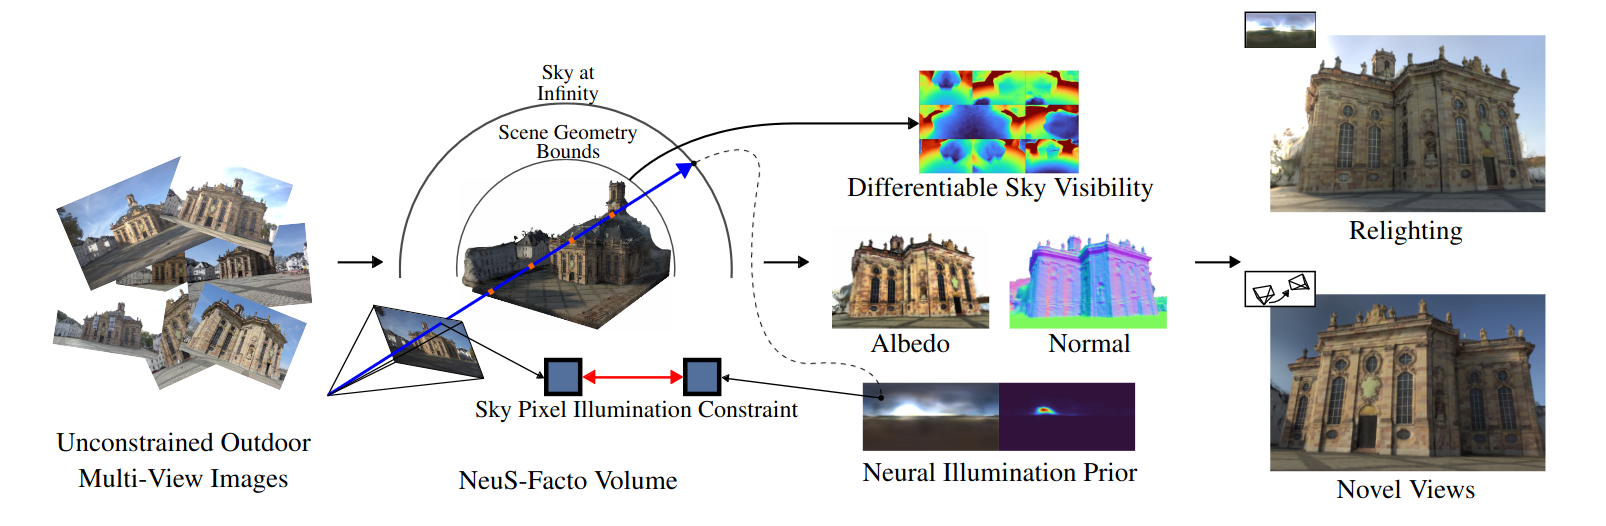 Unconstrained Outdoor
Multi-View Images
Sky at
Infinity
Scene Geometry
Bounds
Sky Pixel Illumination Constraint
NeuS-Facto Volume
Differentiable Sky Visibility
Albedo
Normal
Neural Illumination Prior
Relighting
Novel Views